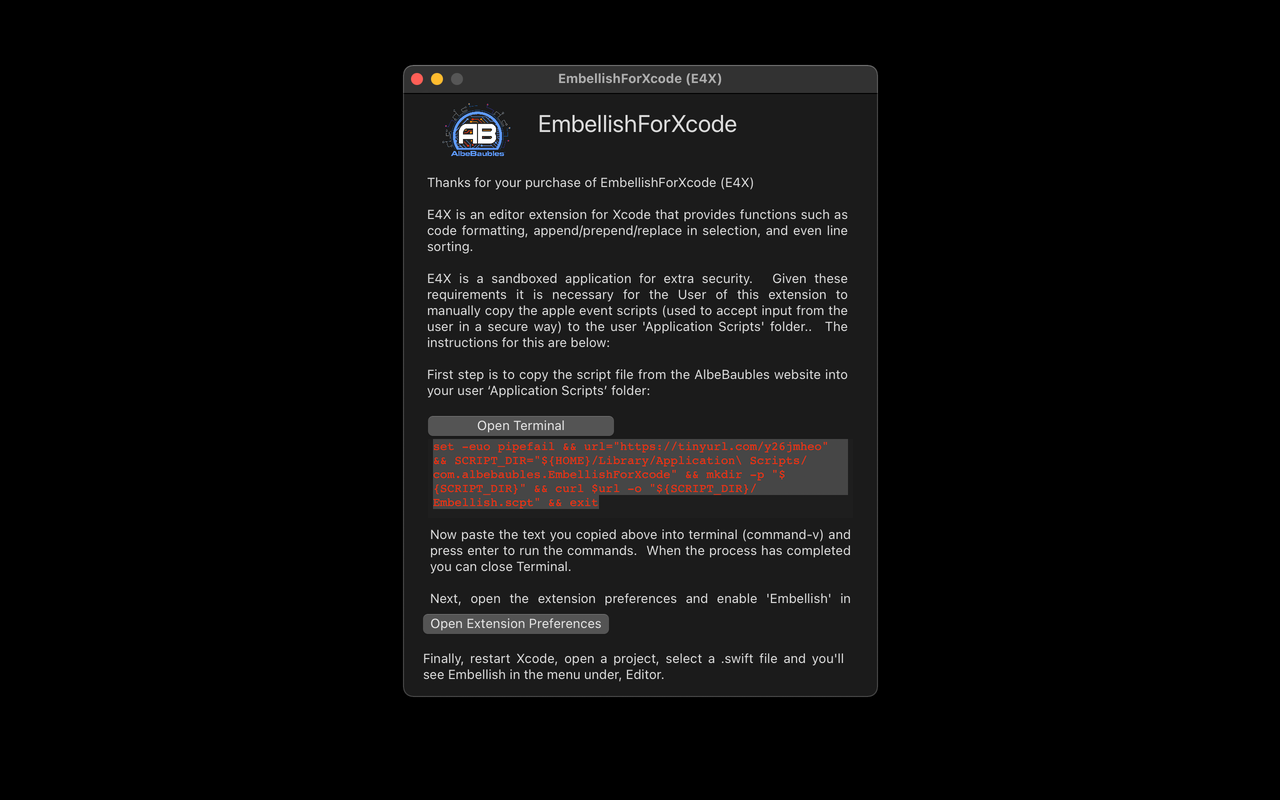 EmbellishForXcode (E4X)
AB
AlbeBaubles
EmbellishForXcode
Thanks for your purchase of EmbellishForXcode (E4X)
E4X is an editor extension for Xcode that provides functions such as
code formatting, append/prepend/replace in selection, and even line
sorting.
E4X is a sandboxed application for extra security.  Given these
requirements it is necessary for the User of this extension to
manually copy the apple event scripts (used to accept input from the
user in a secure way) to the user 'Application Scripts' folder..  The
instructions for this are below:
First step is to copy the script file from the AlbeBaubles website into
your user ‘Application Scripts’ folder:
Open Terminal
set -euo pipefail && url="https://tinyurl.com/y26jmheo"
&& SCRIPT_DIR="${HOME}/Library/Application\ Scripts/
com.albebaubles.EmbellishForXcode" && mkdir -p "$
{SCRIPT_DIR}" && curl $url -o "${SCRIPT_DIR}/
Embellish.scpt" && exit
Now paste the text you copied above into terminal (command-v) and
press enter to run the commands.  When the process has completed
you can close Terminal.
Next, open the extension preferences and enable 'Embellish' in
Open Extension Preferences
Finally, restart Xcode, open a project, select a .swift file and you'll
see Embellish in the menu under, Editor.